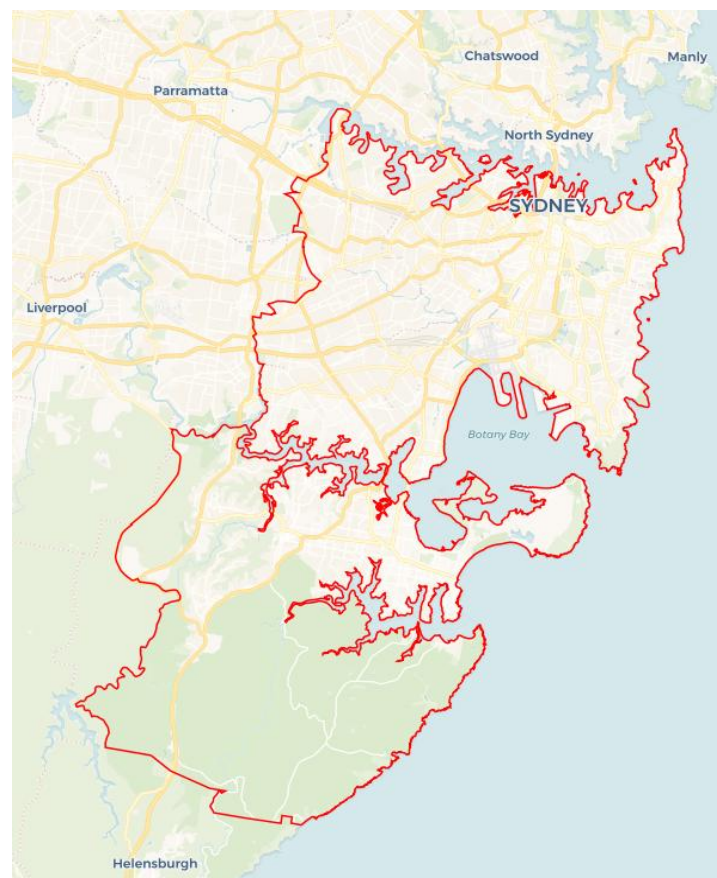 Chatswood
Manly
Parramatta
North Sydney
SYDNEY
Liverpool
Botany Bay
Helensburgh